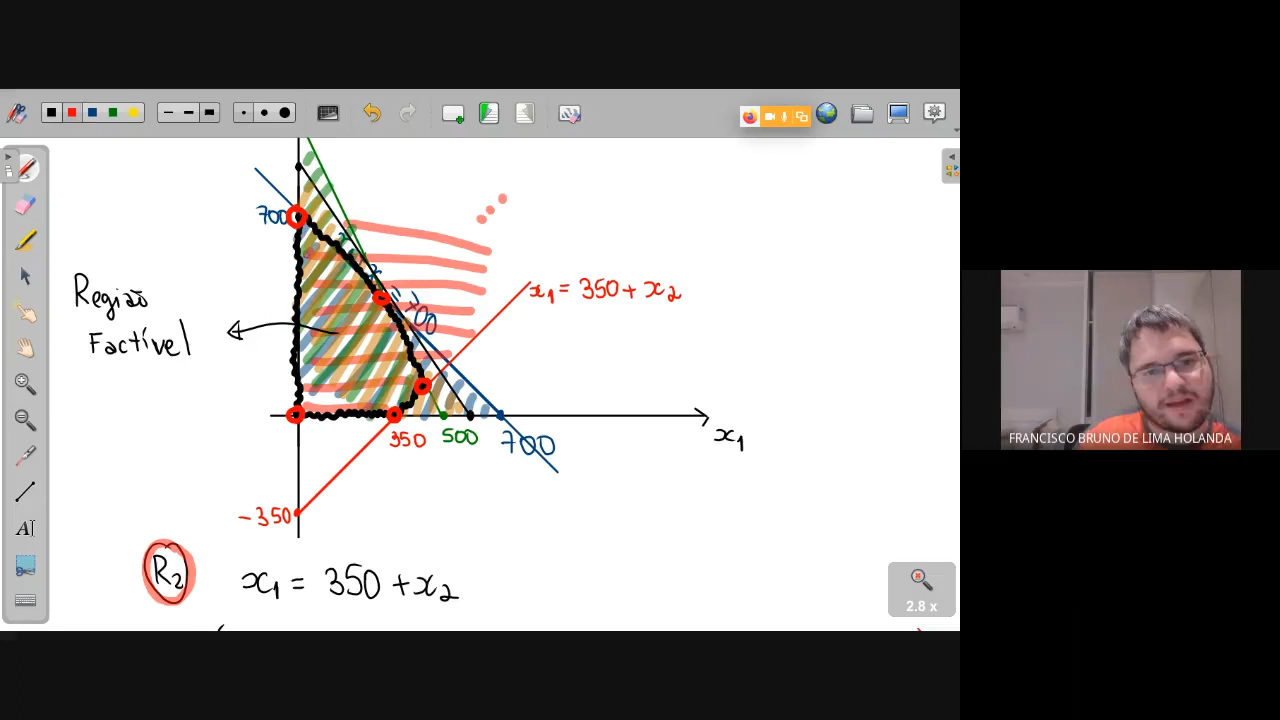 700
Região
Factível
x₁ = 350 + x₂
700
350
500
700
x₁
-350
R₂
x₁ = 350 + x₂
2.8 x
AI
FRANCISCO BRUNO DE LIMA HOLANDA